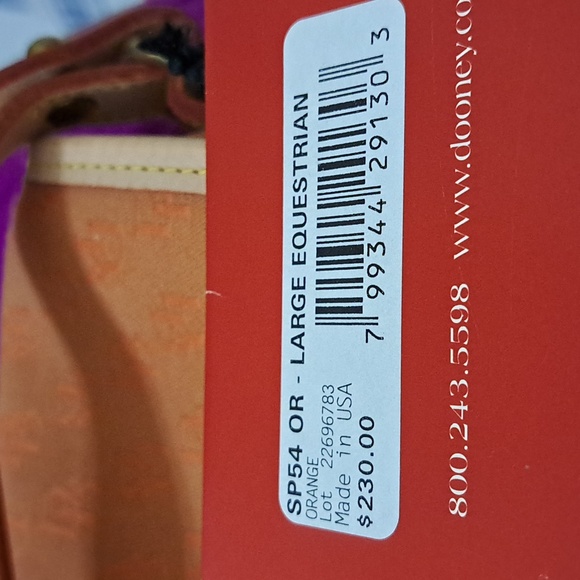 SP54 OR - LARGE EQUESTRIAN
ORANGE
Lot 22696783
Made in USA
$230.00
7 99344 29130 3
800.243.5598 www.dooney.co